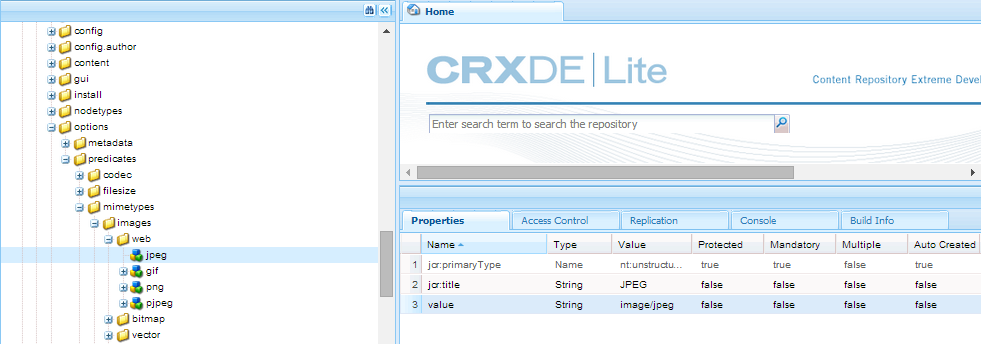 config
config.author
content
gui
install
nodetypes
options
metadata
predicates
codec
filesize
mimetypes
images
web
jpeg
gif
png
pjpeg
bitmap
vector
Home
CRXDE | Lite
Content Repository Extreme Deve
Enter search term to search the repository
Properties Access Control Replication Console Build Info
Name Type Value Protected Mandatory Multiple Auto Created
1 jcr:primaryType Name nt:unstructu... true true false true
2 jcr:title String JPEG false false false false
3 value String image/jpeg false false false false